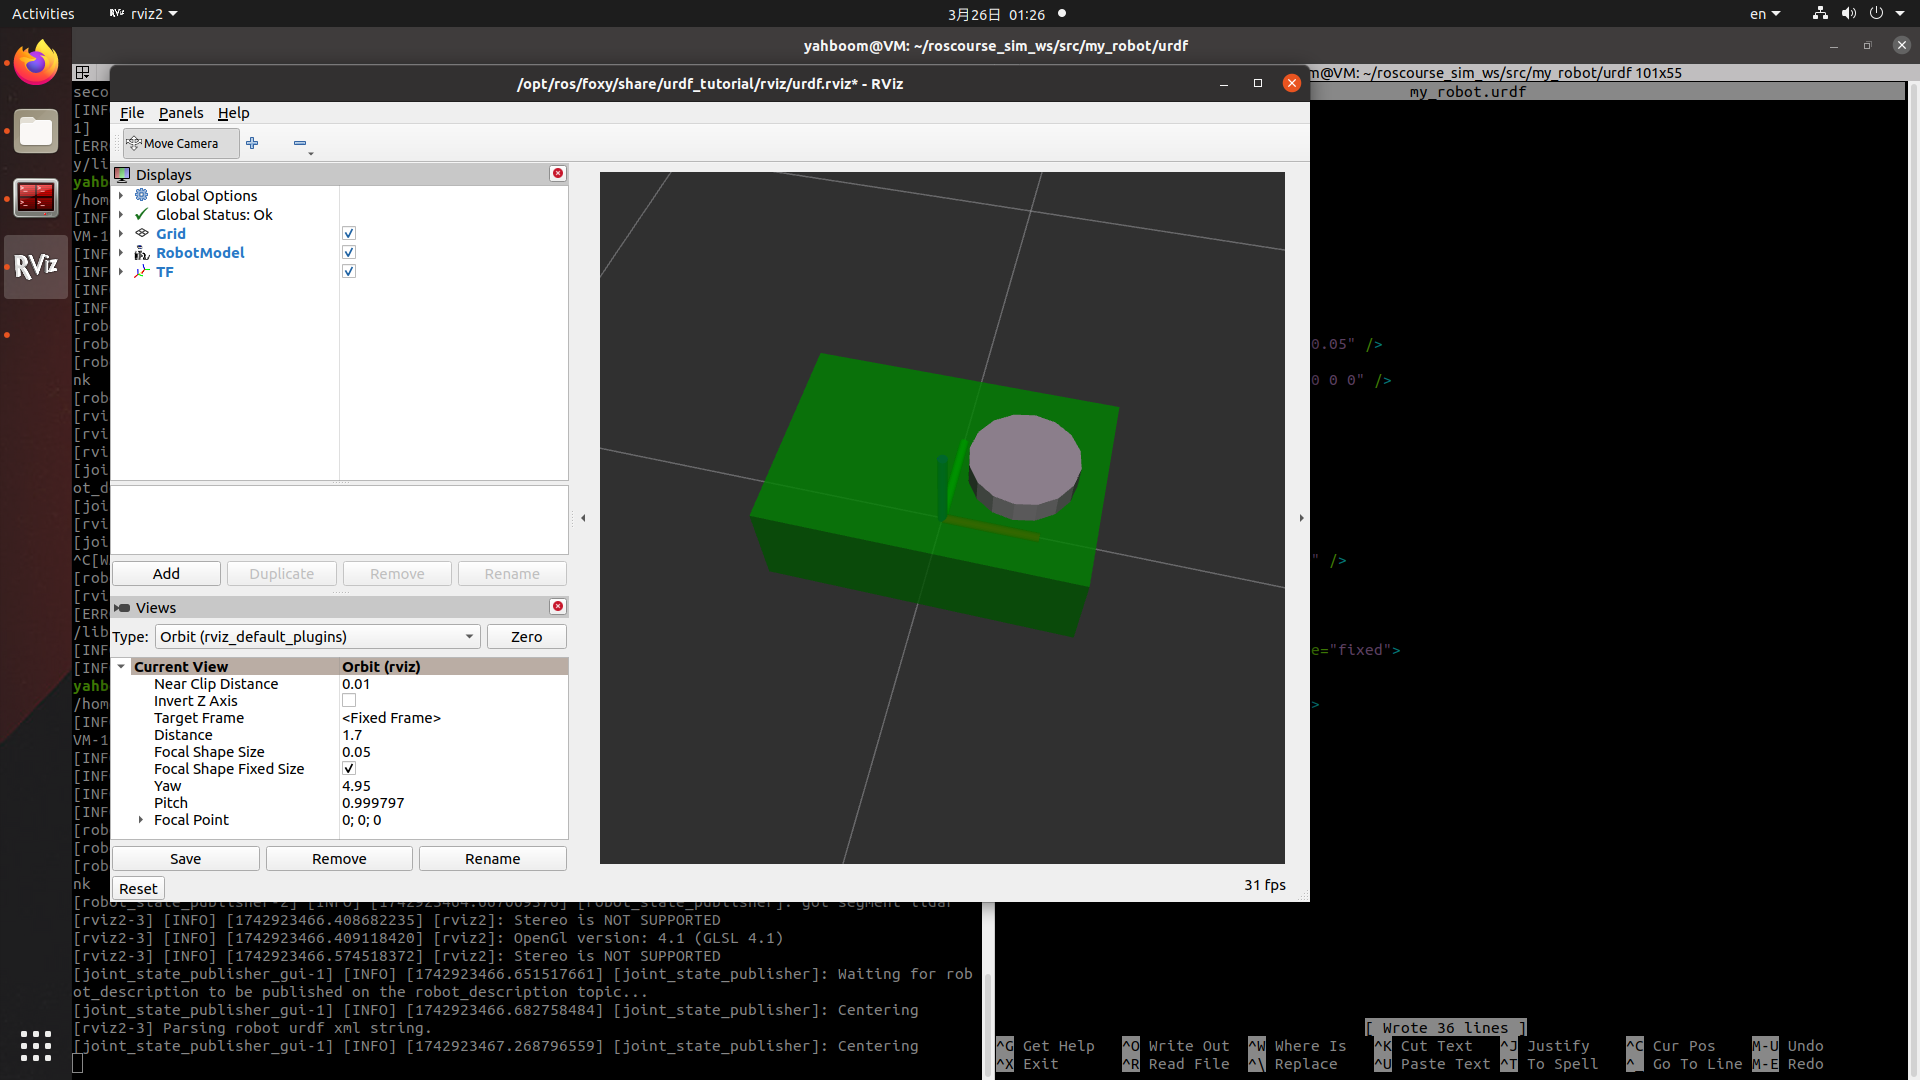 Activities
rviz2
3月26日 01:26
en
yahboom@VM: ~/roscourse_sim_ws/src/my_robot/urdf
m@VM: ~/roscourse_sim_ws/src/my_robot/urdf 101x55
my_robot.urdf
/opt/ros/foxy/share/urdf_tutorial/rviz/urdf.rviz* - RViz
File Panels Help
Move Camera
Displays
Global Options
Global Status: Ok
Grid
RobotModel
TF
Add Duplicate Remove Rename
Views
Type: Orbit (rviz_default_plugins) Zero
Current View Orbit (rviz)
Near Clip Distance 0.01
Invert Z Axis
Target Frame <Fixed Frame>
Distance 1.7
Focal Shape Size 0.05
Focal Shape Fixed Size
Yaw 4.95
Pitch 0.999797
Focal Point 0; 0; 0
Save Remove Rename
Reset
31 fps
RViz
seco
[INF
1]
[ERR
y/li
yahb
/hom
[INF
VM-1
[INF
[INF
[INF
[INF
[rob
[rob
[rob
nk
[rob
[rvi
[rvi
[rvi
[joi
ot_d
[joi
[rvi
[joi
^C[W
[rob
[rvi
[ERR
/lib
[INF
[INF
yahb
/hom
[INF
VM-1
[INF
[INF
[INF
[INF
[rob
[rob
[rob
nk
[rviz2-3] [INFO] [1742923466.408682235] [rviz2]: Stereo is NOT SUPPORTED
[rviz2-3] [INFO] [1742923466.409118420] [rviz2]: OpenGl version: 4.1 (GLSL 4.1)
[rviz2-3] [INFO] [1742923466.574518372] [rviz2]: Stereo is NOT SUPPORTED
[joint_state_publisher_gui-1] [INFO] [1742923466.651517661] [joint_state_publisher]: Waiting for rob
ot_description to be published on the robot_description topic...
[joint_state_publisher_gui-1] [INFO] [1742923466.682758484] [joint_state_publisher]: Centering
[rviz2-3] Parsing robot urdf xml string.
[joint_state_publisher_gui-1] [INFO] [1742923467.268796559] [joint_state_publisher]: Centering
0.05" />
0 0 0" />
" />
e="fixed">
>
[ Wrote 36 lines ]
^G Get Help ^O Write Out ^W Where Is ^K Cut Text ^J Justify ^C Cur Pos M-U Undo
^X Exit ^R Read File ^\ Replace ^U Paste Text ^T To Spell ^_ Go To Line M-E Redo